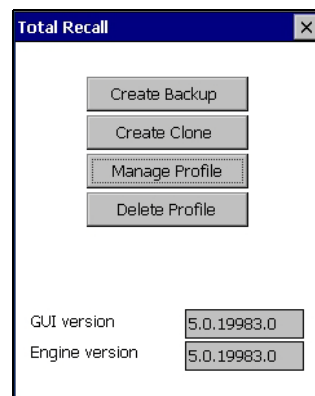 Total Recall
Create Backup
Create Clone
Manage Profile
Delete Profile
GUI version 5.0.19983.0
Engine version 5.0.19983.0